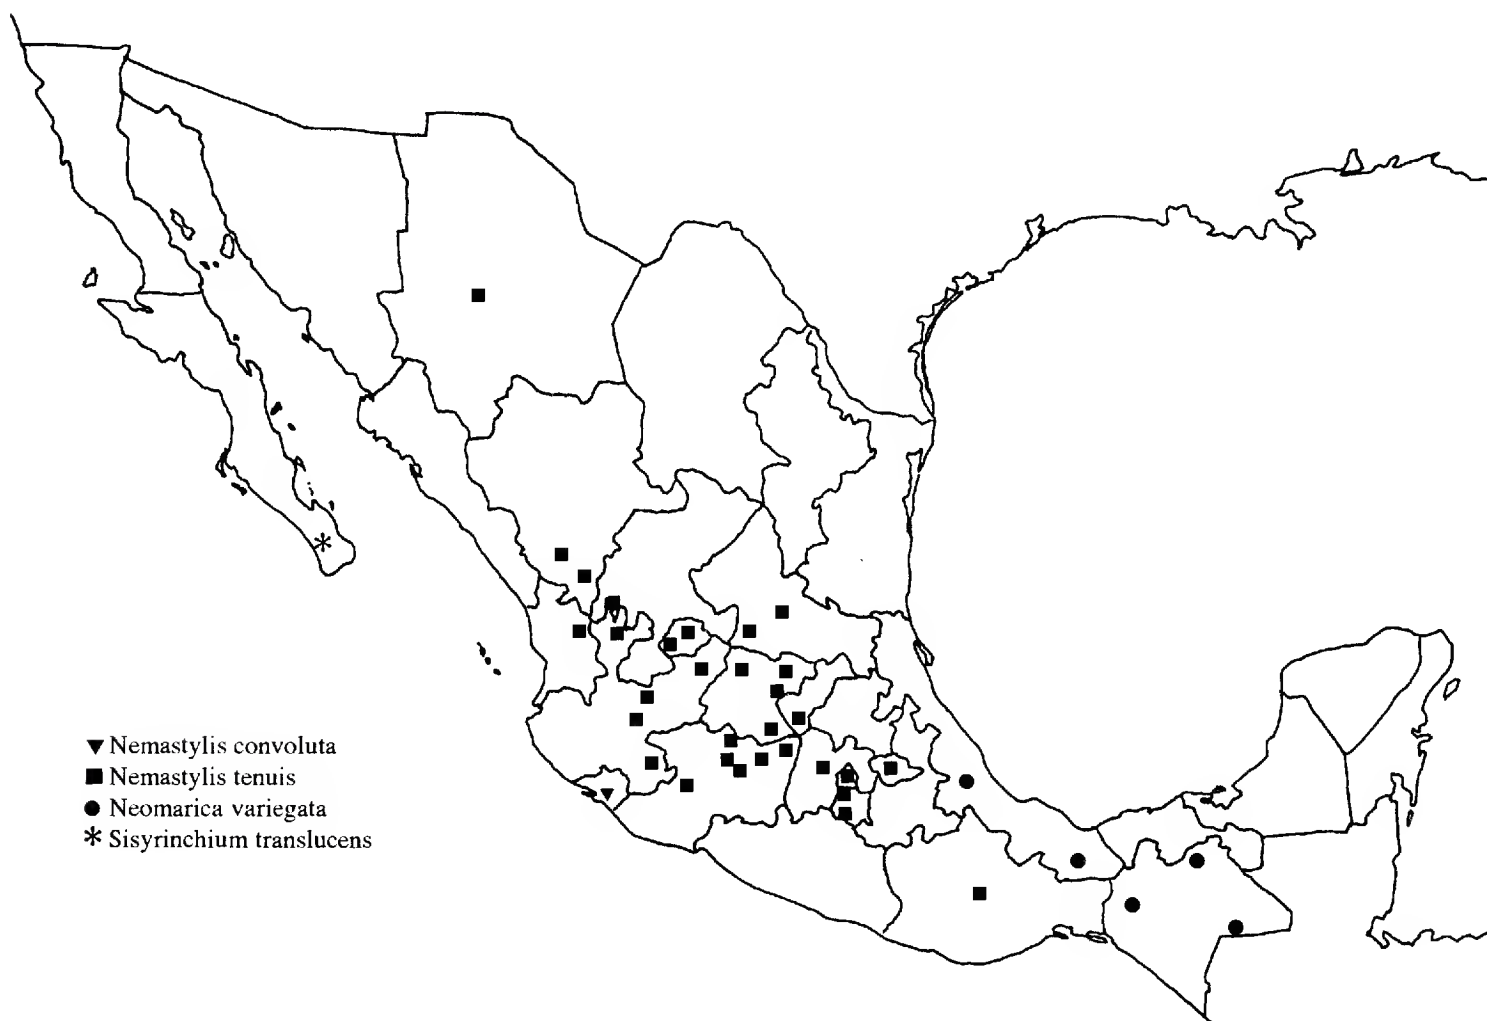 Nemastylis convoluta
Nemastylis tenuis
Neomarica variegata
Sisyrinchium translucens